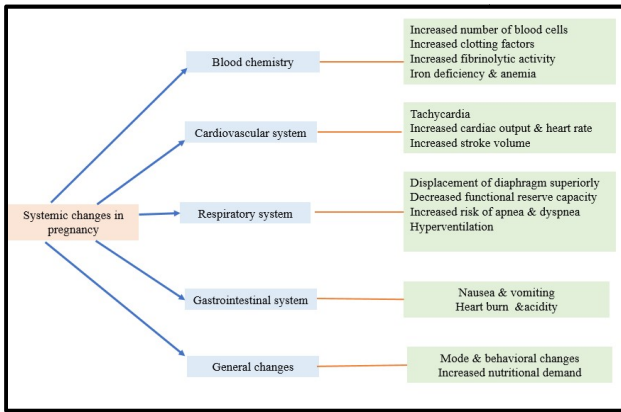 Systemic changes in
pregnancy
Blood chemistry
Increased number of blood cells
Increased clotting factors
Increased fibrinolytic activity
Iron deficiency & anemia
Cardiovascular system
Tachycardia
Increased cardiac output & heart rate
Increased stroke volume
Respiratory system
Displacement of diaphragm superiorly
Decreased functional reserve capacity
Increased risk of apnea & dyspnea
Hyperventilation
Gastrointestinal system
Nausea & vomiting
Heart burn &acidity
General changes
Mode & behavioral changes
Increased nutritional demand